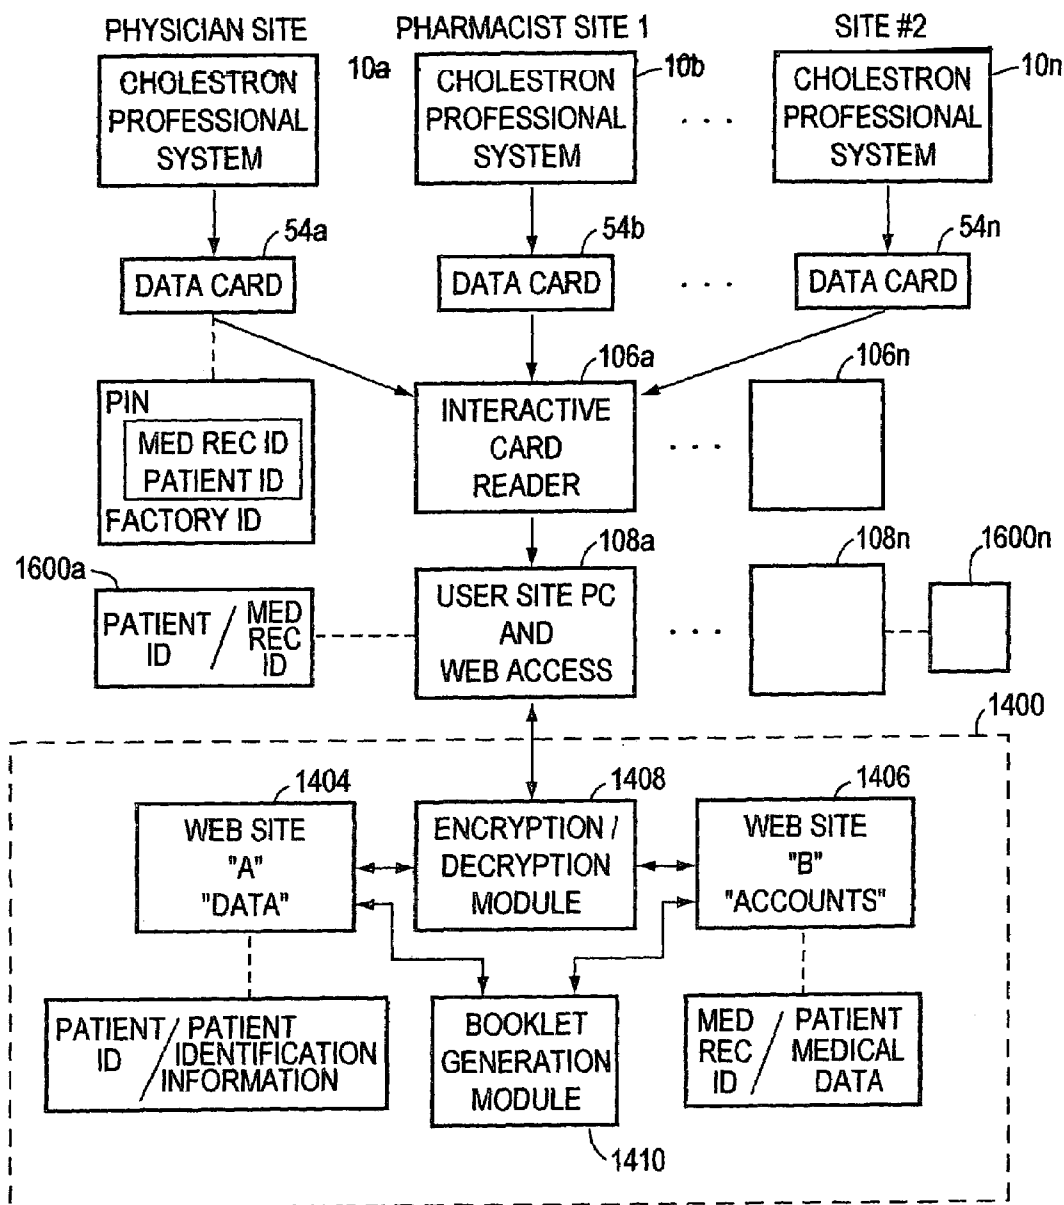 PHYSICIAN SITE
PHARMACIST SITE 1
SITE #2
CHOLESTRON
PROFESSIONAL
SYSTEM
10a
CHOLESTRON
PROFESSIONAL
SYSTEM
10b
. . .
CHOLESTRON
PROFESSIONAL
SYSTEM
10n
54a
DATA CARD
54b
DATA CARD
. . .
54n
DATA CARD
PIN
MED REC ID
PATIENT ID
FACTORY ID
106a
INTERACTIVE
CARD
READER
. . .
106n
1600a
PATIENT
ID
/
MED
REC
ID
108a
USER SITE PC
AND
WEB ACCESS
. . .
108n
1600n
1400
1404
WEB SITE
"A"
"DATA"
1408
ENCRYPTION /
DECRYPTION
MODULE
1406
WEB SITE
"B"
"ACCOUNTS"
PATIENT
ID
/
PATIENT
IDENTIFICATION
INFORMATION
BOOKLET
GENERATION
MODULE
1410
MED
REC
ID
/
PATIENT
MEDICAL
DATA